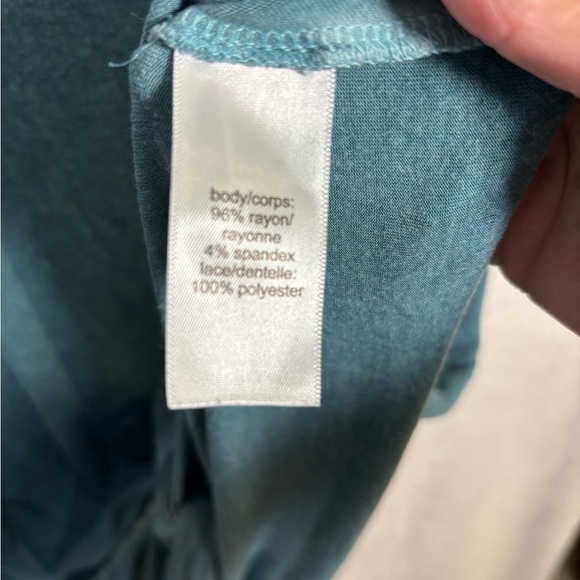 body/corps:
96% rayon/
rayonne
4% spandex
lace/dentelle:
100% polyester